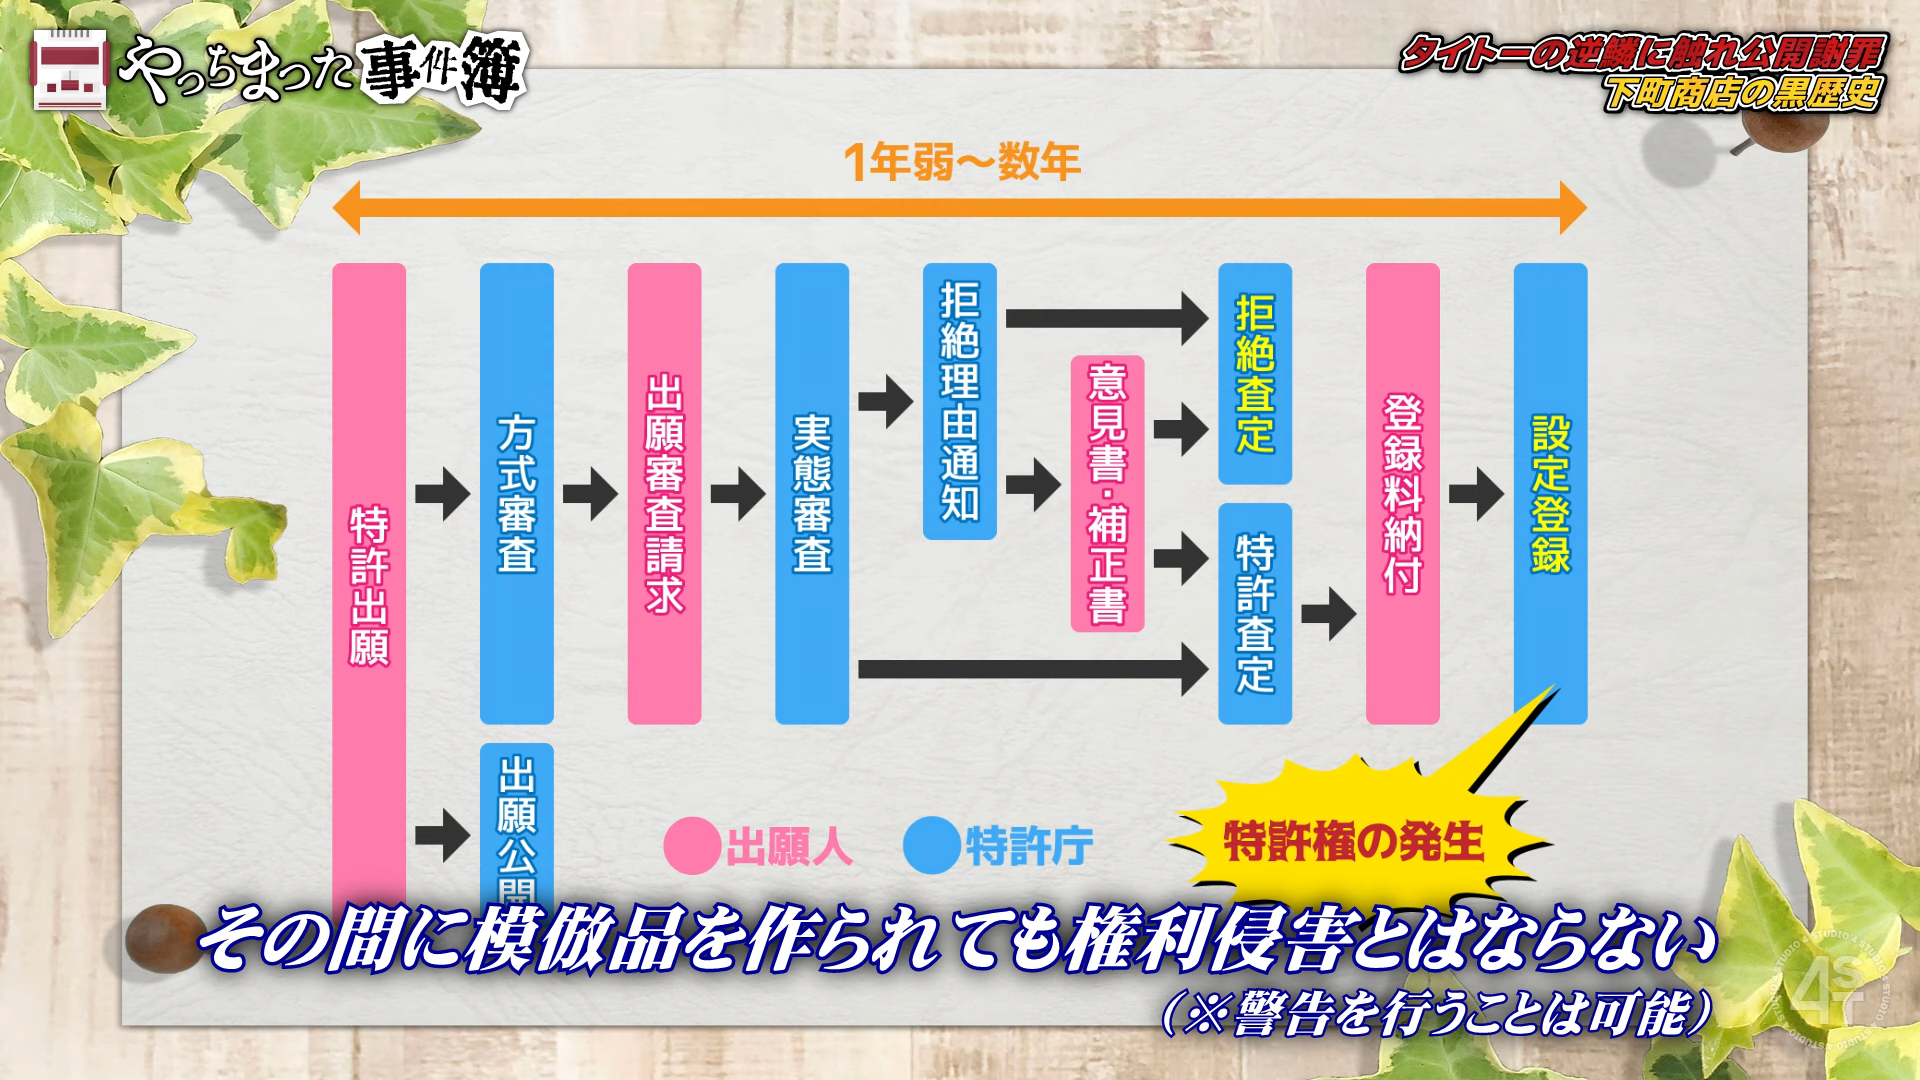 やっちまった事件簿
タイトーの逆鱗に触れ公開謝罪
下町商店の黒歴史
1年弱～数年
特許出願
方式審査
出願公開
出願審査請求
実態審査
拒絶理由通知
意見書・補正書
拒絶査定
特許査定
登録料納付
設定登録
出願人
特許庁
特許権の発生
その間に模倣品を作られても権利侵害とはならない
（※警告を行うことは可能）
4ST